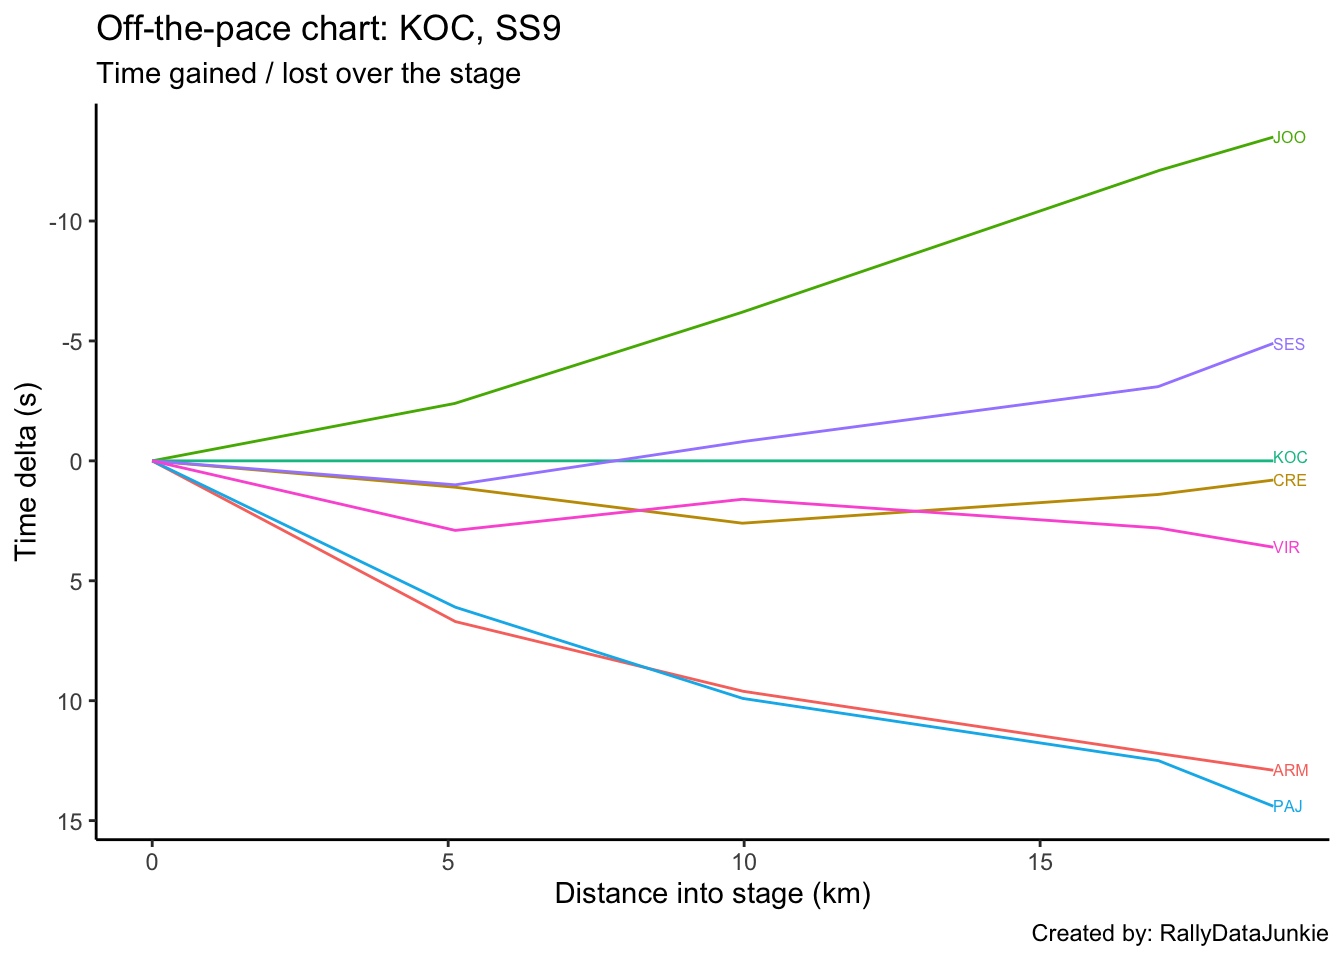 Off-the-pace chart: KOC, SS9
Time gained / lost over the stage
Time delta (s)
-10
-5
0
5
10
15
JOO
SES
KOC
CRE
VIR
ARM
PAJ
0 5 10 15
Distance into stage (km)
Created by: RallyDataJunkie